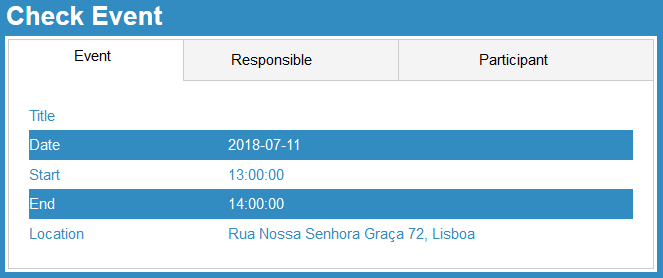 Check Event
Event Responsible Participant
Title
Date 2018-07-11
Start 13:00:00
End 14:00:00
Location Rua Nossa Senhora Graça 72, Lisboa